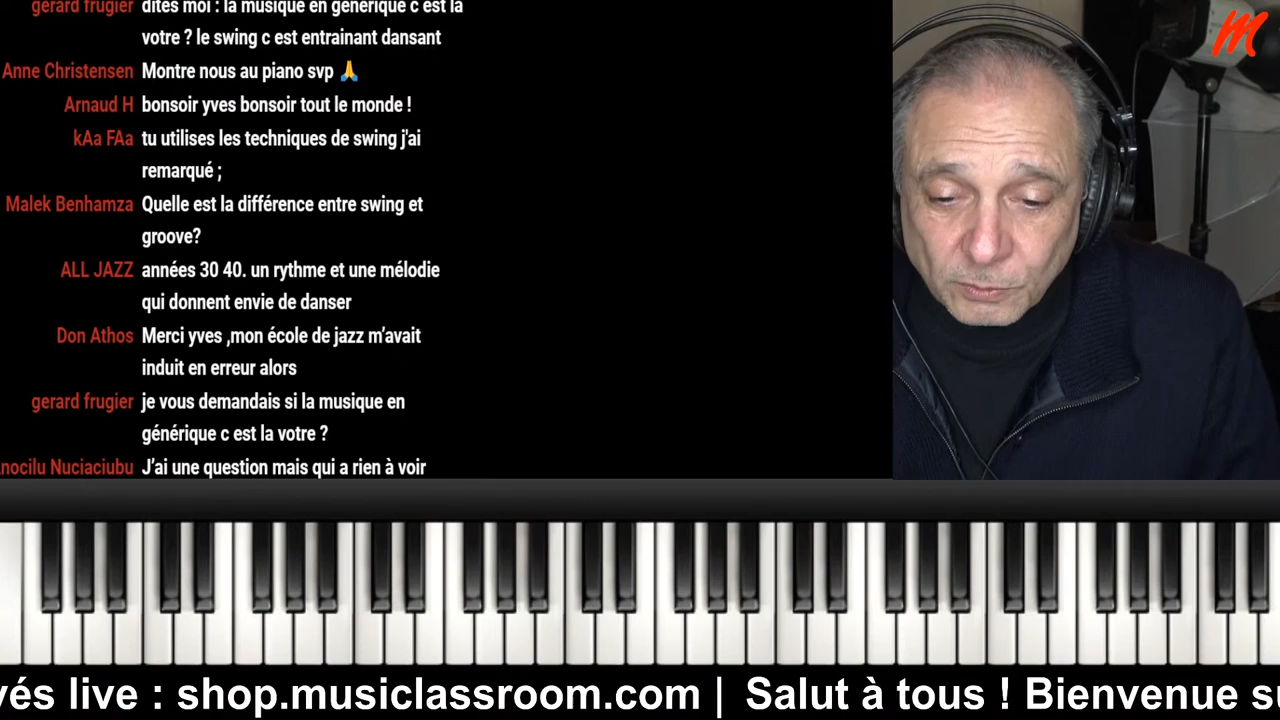 gerard frugier dites moi : la musique en générique c est la
votre ? le swing c est entrainant dansant
Anne Christensen Montre nous au piano svp 🙏
Arnaud H bonsoir yves bonsoir tout le monde !
kAa FAa tu utilises les techniques de swing j'ai
remarqué ;
Malek Benhamza Quelle est la différence entre swing et
groove?
ALL JAZZ années 30 40. un rythme et une mélodie
qui donnent envie de danser
Don Athos Merci yves ,mon école de jazz m’avait
induit en erreur alors
gerard frugier je vous demandais si la musique en
générique c est la votre ?
nocilu Nuciaciubu J’ai une question mais qui a rien à voir
vés live : shop.musiclassroom.com | Salut à tous ! Bienvenue s